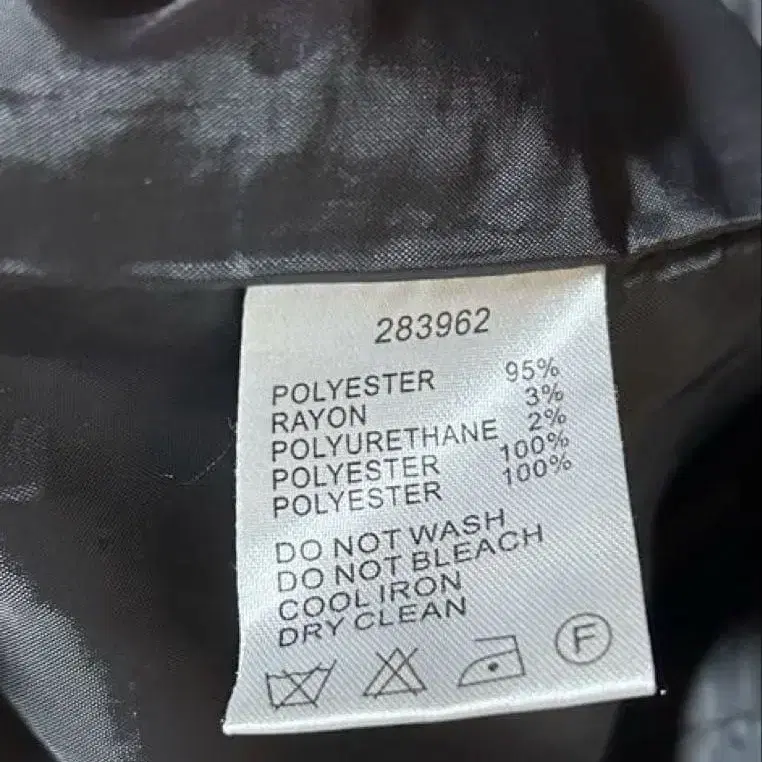 283962
POLYESTER 95%
RAYON 3%
POLYURETHANE 2%
POLYESTER 100%
POLYESTER 100%
DO NOT WASH
DO NOT BLEACH
COOL IRON
DRY CLEAN
F